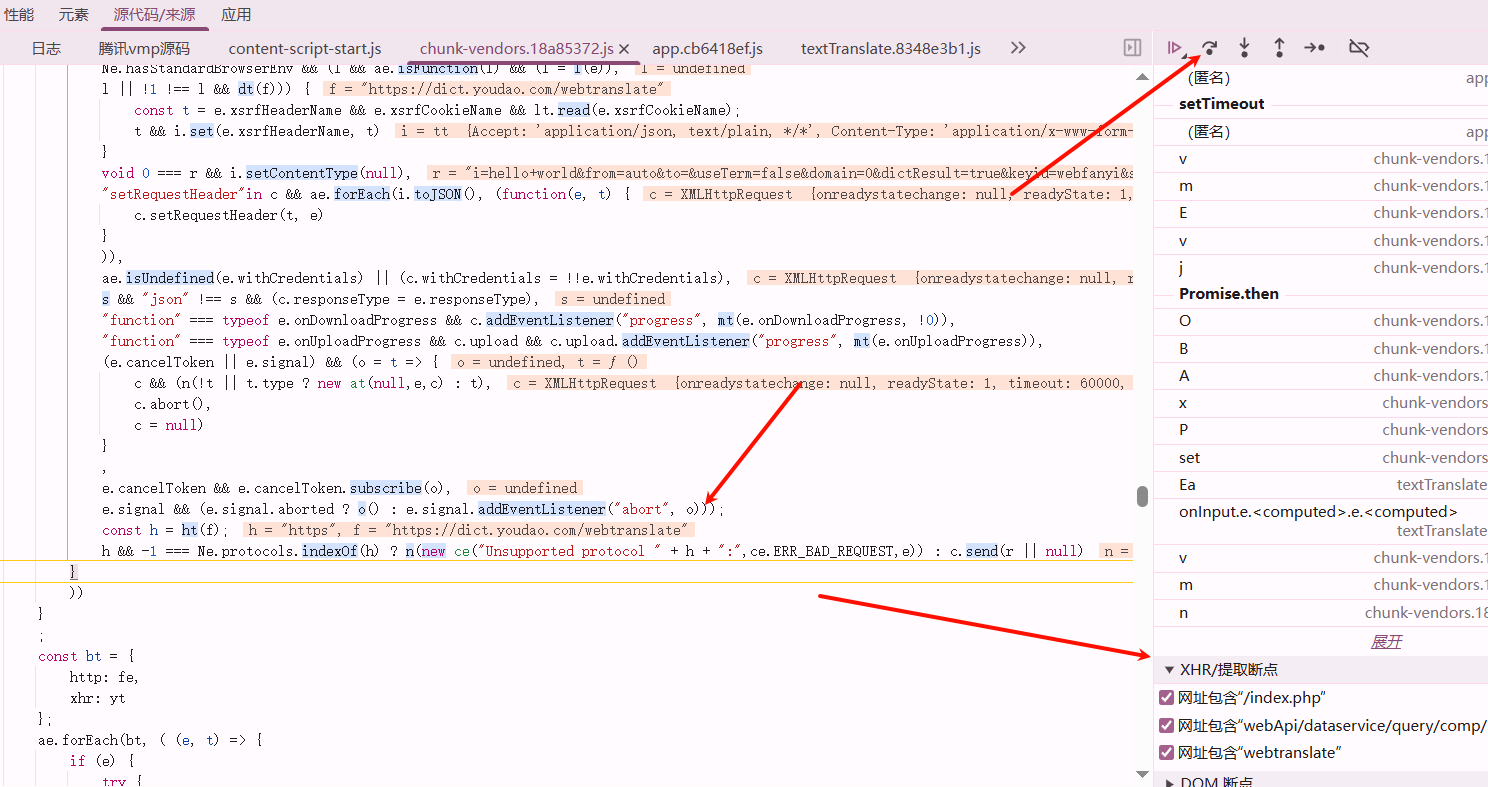 性能 元素 源代码/来源 应用
日志 腾讯vmp源码 content-script-start.js chunk-vendors.18a85372.js × app.cb6418ef.js textTranslate.8348e3b1.js
Ne.hasStandardBrowserEnv && (l && ae.isFunction(l) && (l = l(e)), l = undefined
l || !1 !== l && dt(f))) { f = "https://dict.youdao.com/webtranslate"
const t = e.xsrfHeaderName && e.xsrfCookieName && lt.read(e.xsrfCookieName);
t && i.set(e.xsrfHeaderName, t) i = tt {Accept: 'application/json, text/plain, */*', Content-Type: 'application/x-www-form-
}
void 0 === r && i.setContentType(null), r = "i=hello+world&from=auto&to=&useTerm=false&domain=0&dictResult=true&keyid=webfanyi&s
"setRequestHeader"in c && ae.forEach(i.toJSON(), (function(e, t) { c = XMLHttpRequest {onreadystatechange: null, readyState: 1,
c.setRequestHeader(t, e)
}
)),
ae.isUndefined(e.withCredentials) || (c.withCredentials = !!e.withCredentials), c = XMLHttpRequest {onreadystatechange: null, r
s && "json" !== s && (c.responseType = e.responseType), s = undefined
"function" === typeof e.onDownloadProgress && c.addEventListener("progress", mt(e.onDownloadProgress, !0)),
"function" === typeof e.onUploadProgress && c.upload && c.upload.addEventListener("progress", mt(e.onUploadProgress)),
(e.cancelToken || e.signal) && (o = t => { o = undefined, t = ƒ ()
c && (n(!t || t.type ? new at(null,e,c) : t), c = XMLHttpRequest {onreadystatechange: null, readyState: 1, timeout: 60000,
c.abort(),
c = null)
}
,
e.cancelToken && e.cancelToken.subscribe(o), o = undefined
e.signal && (e.signal.aborted ? o() : e.signal.addEventListener("abort", o)));
const h = ht(f); h = "https", f = "https://dict.youdao.com/webtranslate"
h && -1 === Ne.protocols.indexOf(h) ? n(new ce("Unsupported protocol " + h + ":",ce.ERR_BAD_REQUEST,e)) : c.send(r || null) n =
}
))
}
;
const bt = {
http: fe,
xhr: yt
};
ae.forEach(bt, ( (e, t) => {
if (e) {
try {
(匿名) app
setTimeout
(匿名) app
v chunk-vendors.1
m chunk-vendors.1
E chunk-vendors.1
v chunk-vendors.1
j chunk-vendors.1
Promise.then
O chunk-vendors.1
B chunk-vendors.1
A chunk-vendors.1
x chunk-vendors
P chunk-vendors
set chunk-vendors
Ea textTranslate
onInput.e.<computed>.e.<computed>
textTranslate
v chunk-vendors.1
m chunk-vendors.1
n chunk-vendors.18
展开
XHR/提取断点
网址包含“/index.php”
网址包含“webApi/dataservice/query/comp/
网址包含“webtranslate”
DOM 断点